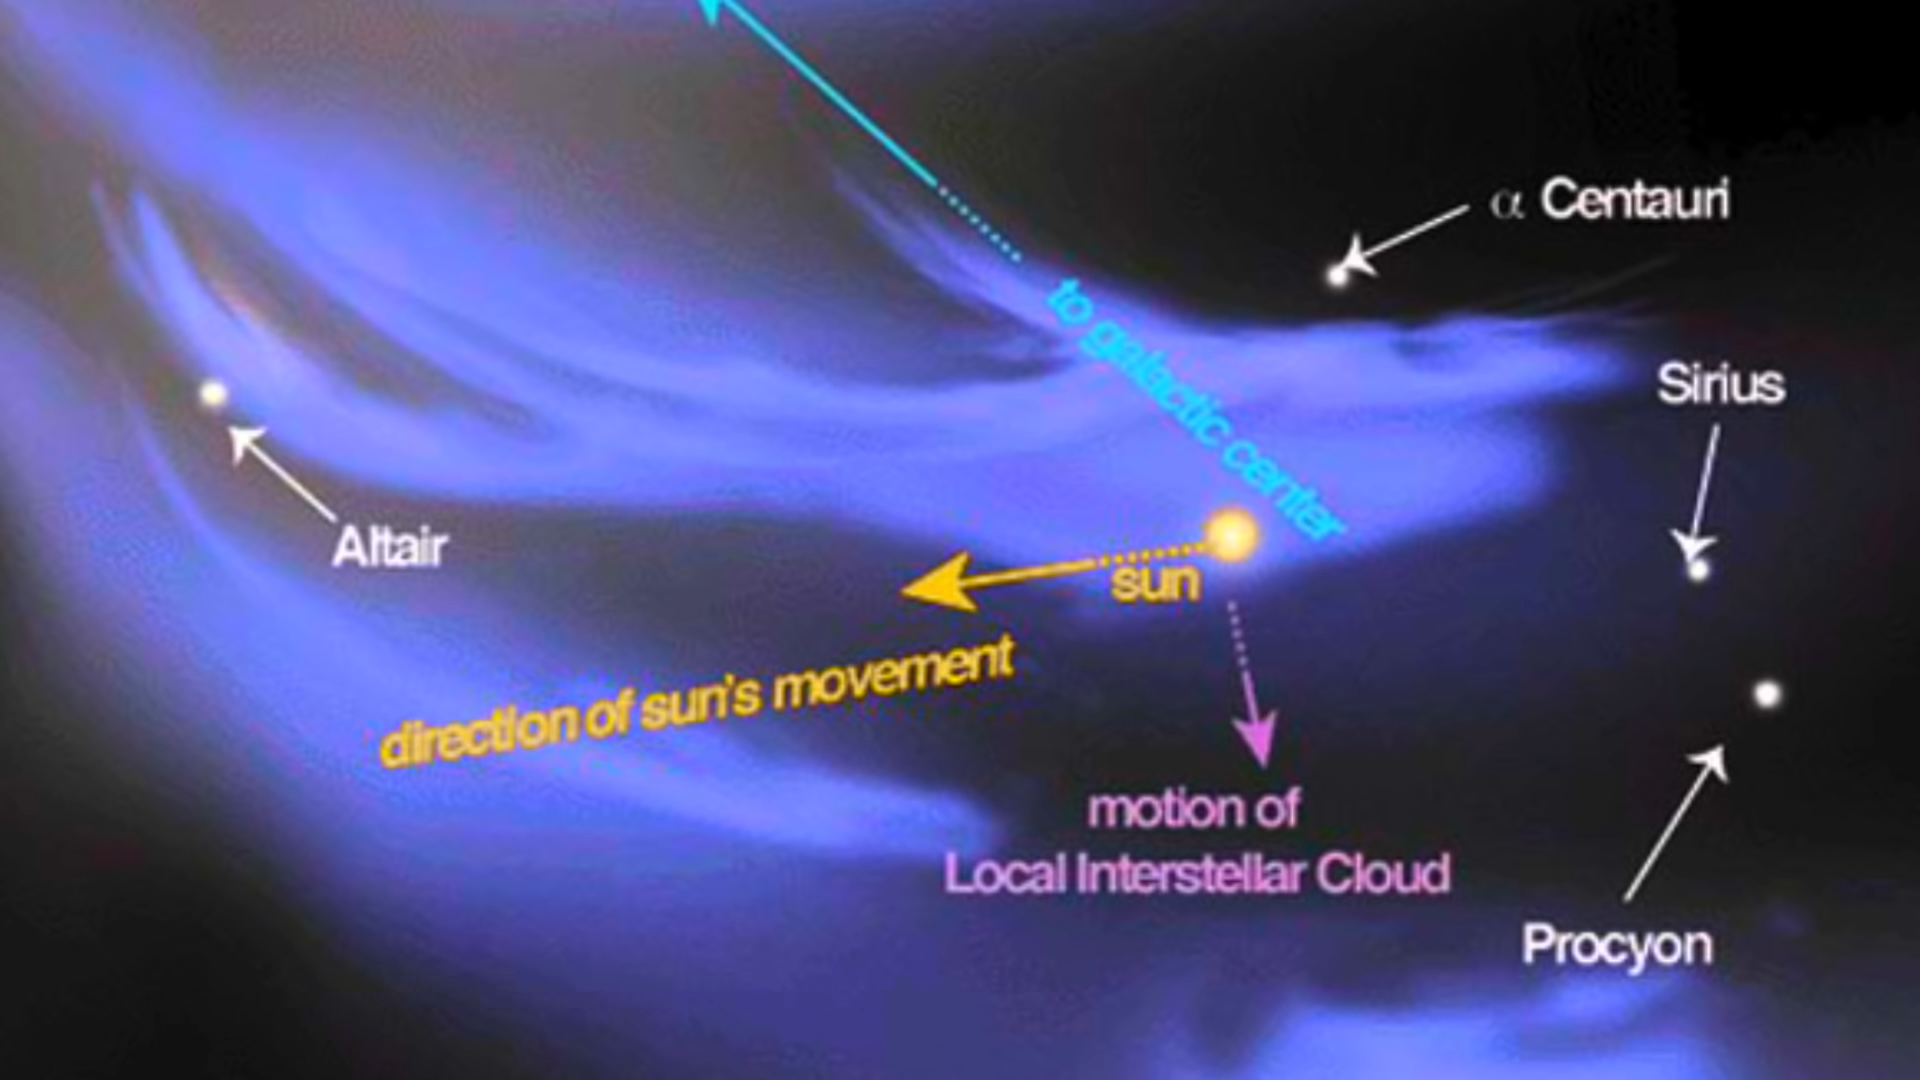 α Centauri
to galactic center
Sirius
Altair
sun
direction of sun's movement
motion of
Local Interstellar Cloud
Procyon